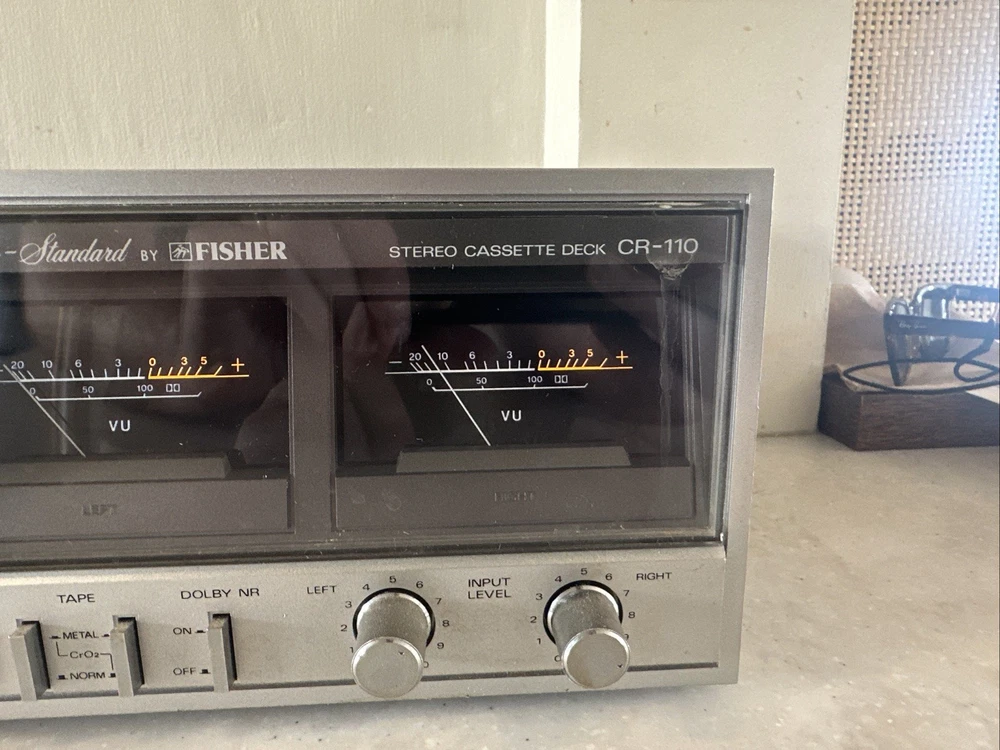 -Standard BY FISHER
STEREO CASSETTE DECK CR-110
20 10 6 3 0 3 5 +
0 50 100
VU
LEFT
- 20 10 6 3 0 3 5 +
0 50 100
VU
RIGHT
TAPE
METAL
CrO2
NORM
DOLBY NR
ON
OFF
LEFT
1 2 3 4 5 6 7 8 9
INPUT
LEVEL
RIGHT
0 1 2 3 4 5 6 7 8